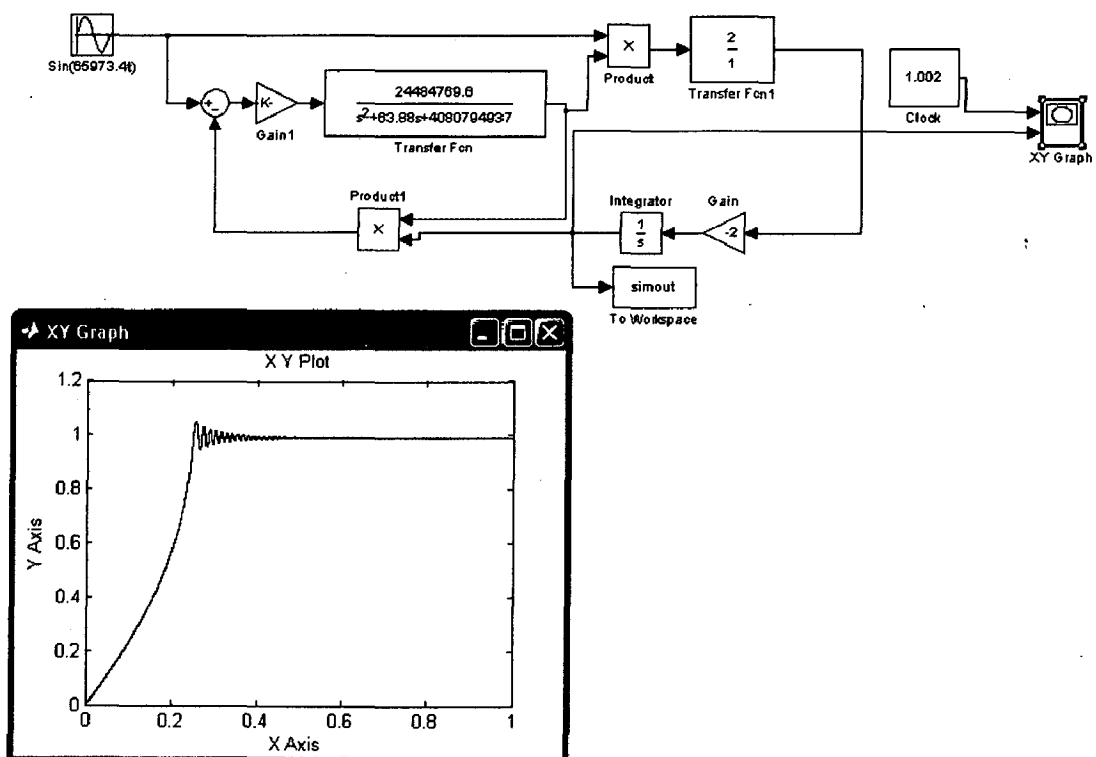 Sin(65973.4t)
+
-
K-
Gain1
24484769.6
s²+63.88s+4080794937
Transfer Fcn
×
Product
2
1
Transfer Fcn1
1.002
Clock
XY Graph
Product1
×
Integrator
1
s
Gain
-2
simout
To Workspace
XY Graph
X Y Plot
1.2
1
0.8
0.6
0.4
0.2
0
Y Axis
0
0.2
0.4
0.6
0.8
1
X Axis